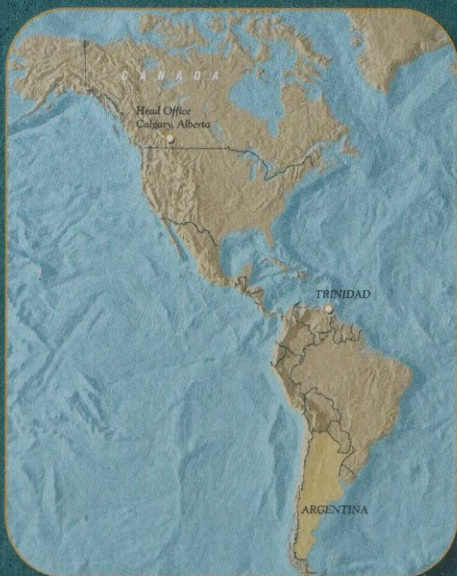 CANADA
Head Office
Calgary, Alberta
TRINIDAD
ARGENTINA